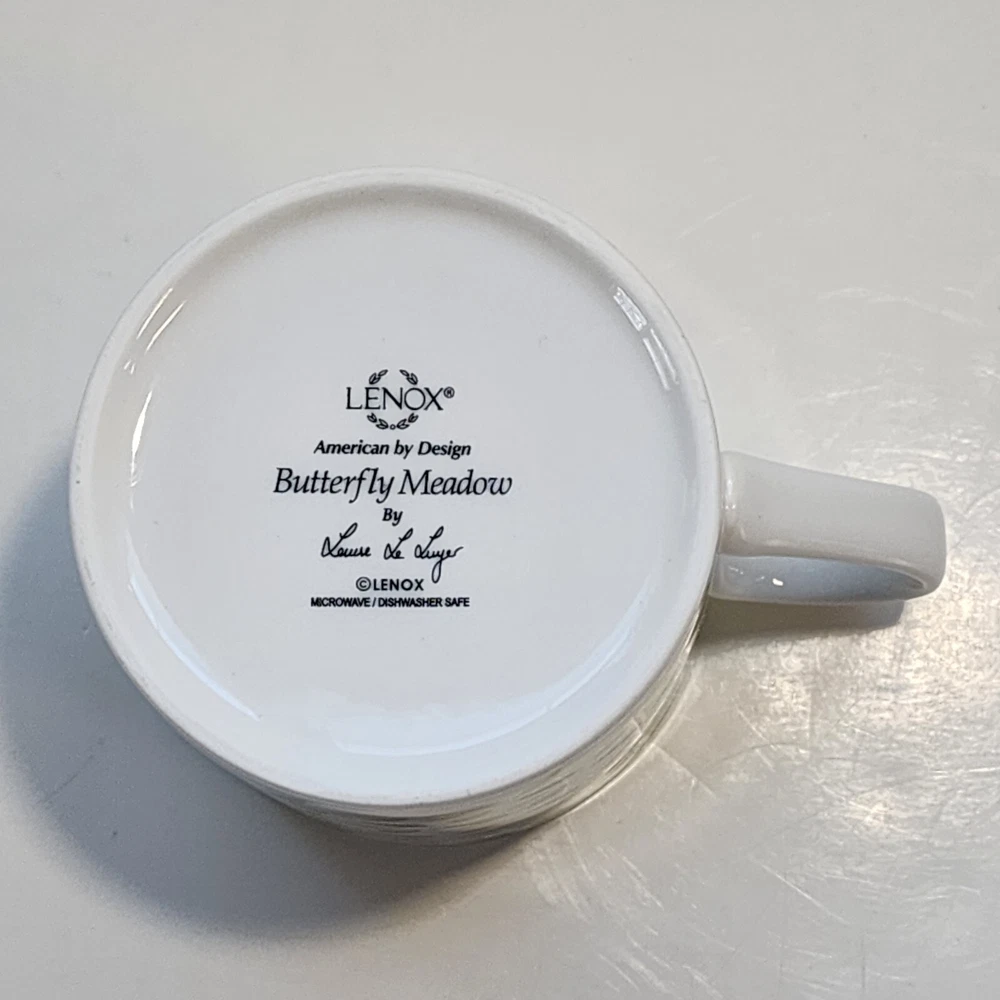 LENOX®
American by Design
Butterfly Meadow
By
Louise Le Luyer
©LENOX
MICROWAVE / DISHWASHER SAFE